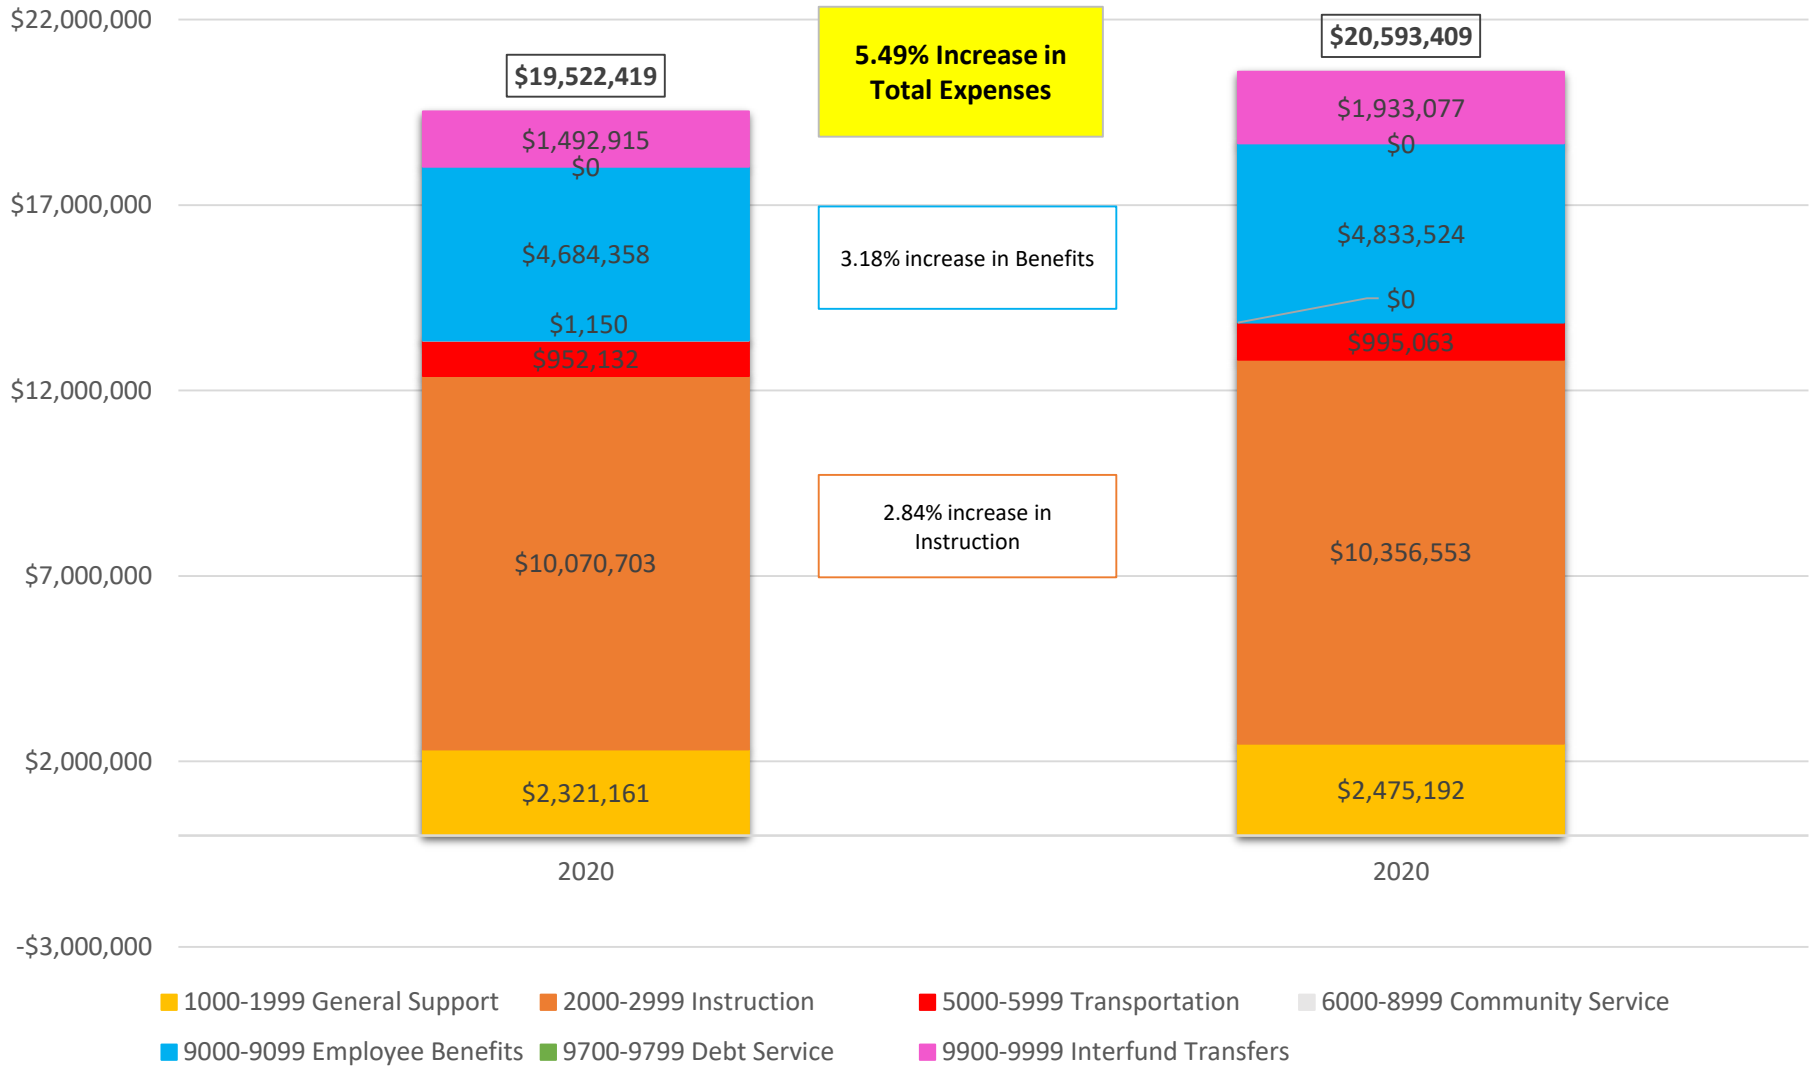 $22,000,000
$17,000,000
$12,000,000
$7,000,000
$2,000,000
-$3,000,000
$19,522,419
$1,492,915
$0
$4,684,358
$1,150
$952,132
$10,070,703
$2,321,161
2020
5.49% Increase in
Total Expenses
3.18% increase in Benefits
2.84% increase in
Instruction
$20,593,409
$1,933,077
$0
$4,833,524
$0
$995,063
$10,356,553
$2,475,192
2020
1000-1999 General Support
2000-2999 Instruction
5000-5999 Transportation
6000-8999 Community Service
9000-9099 Employee Benefits
9700-9799 Debt Service
9900-9999 Interfund Transfers